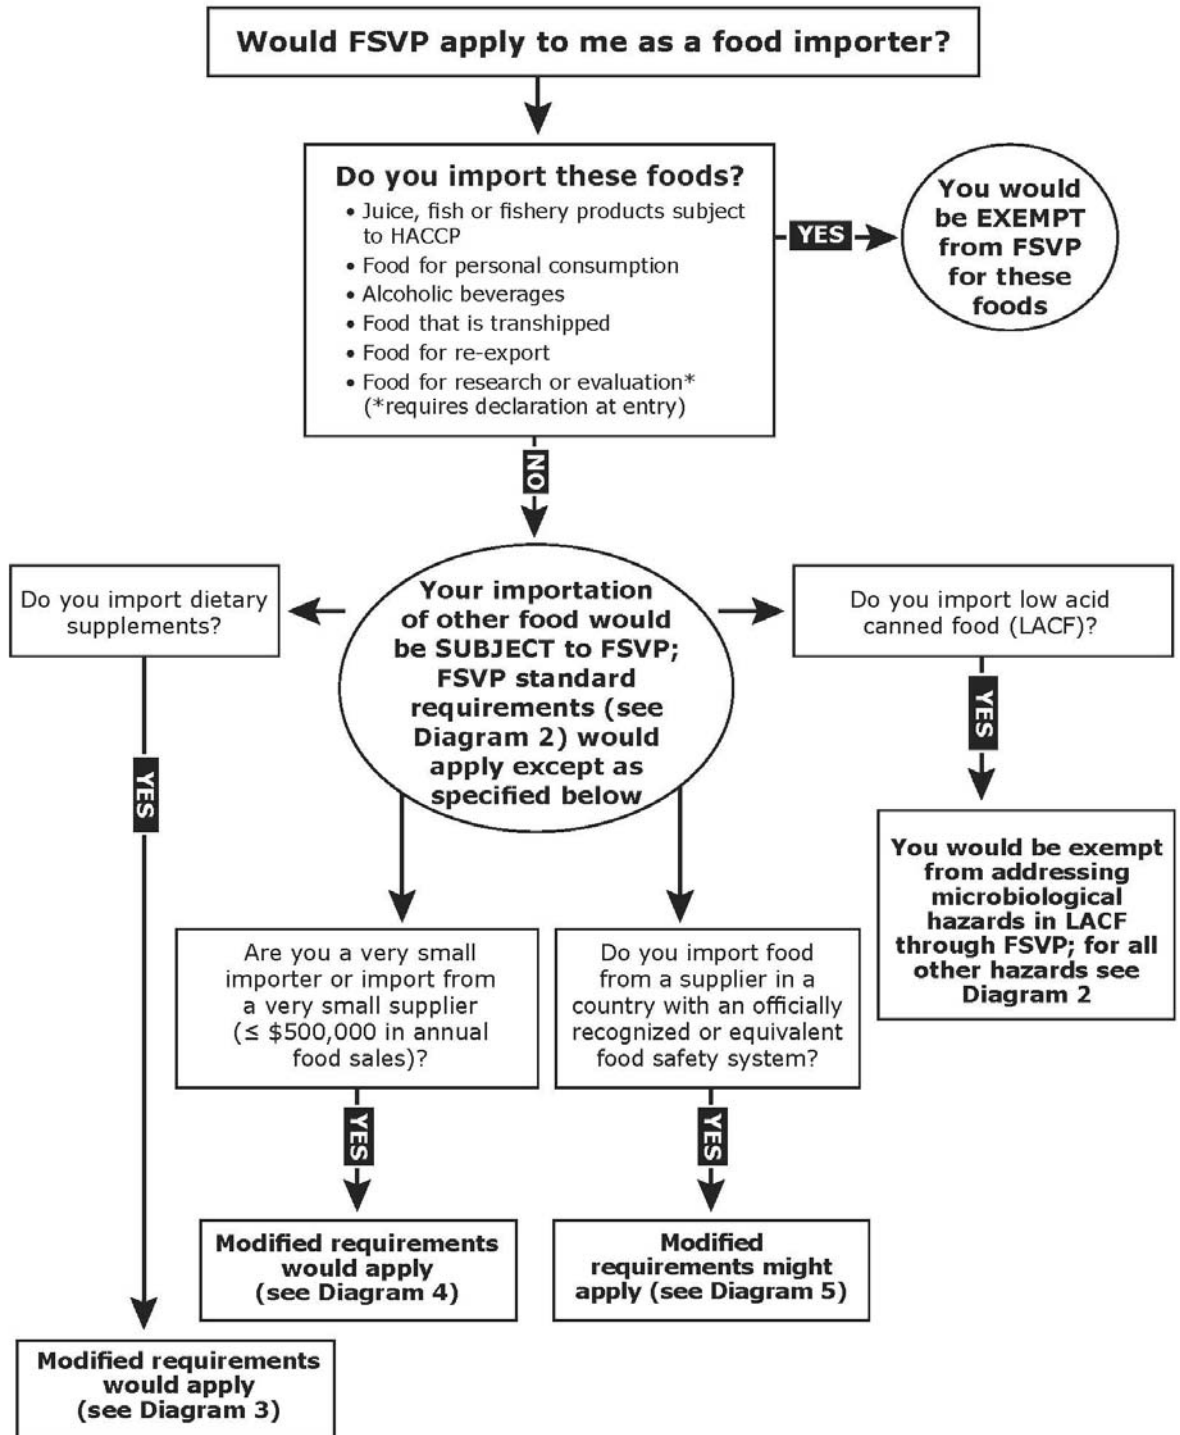 Would FSVP apply to me as a food importer?
Do you import these foods?
• Juice, fish or fishery products subject
to HACCP
• Food for personal consumption
• Alcoholic beverages
• Food that is transhipped
• Food for re-export
• Food for research or evaluation*
(*requires declaration at entry)
YES
You would
be EXEMPT
from FSVP
for these
foods
NO
Your importation
of other food would
be SUBJECT to FSVP;
FSVP standard
requirements (see
Diagram 2) would
apply except as
specified below
Do you import dietary
supplements?
YES
Modified requirements
would apply
(see Diagram 3)
Are you a very small
importer or import from
a very small supplier
(≤ $500,000 in annual
food sales)?
YES
Modified requirements
would apply
(see Diagram 4)
Do you import food
from a supplier in a
country with an officially
recognized or equivalent
food safety system?
YES
Modified
requirements might
apply (see Diagram 5)
Do you import low acid
canned food (LACF)?
YES
You would be exempt
from addressing
microbiological
hazards in LACF
through FSVP; for all
other hazards see
Diagram 2